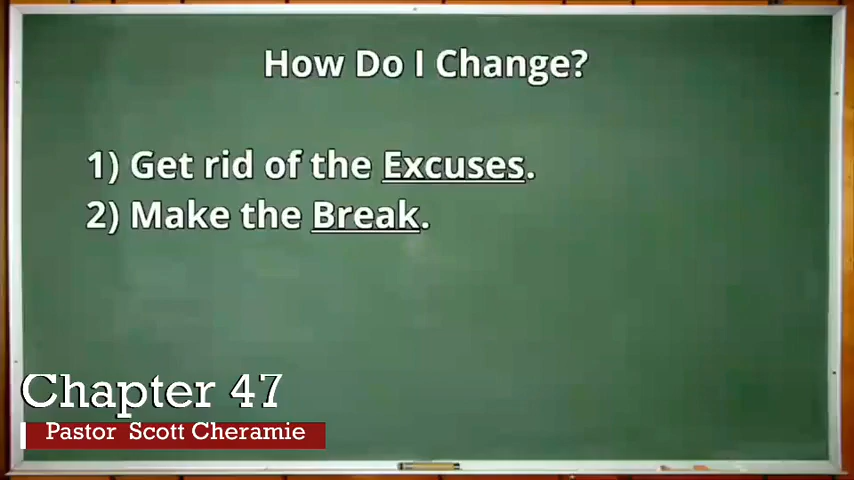 How Do I Change?
1) Get rid of the Excuses.
2) Make the Break.
Chapter 47
Pastor Scott Cheramie